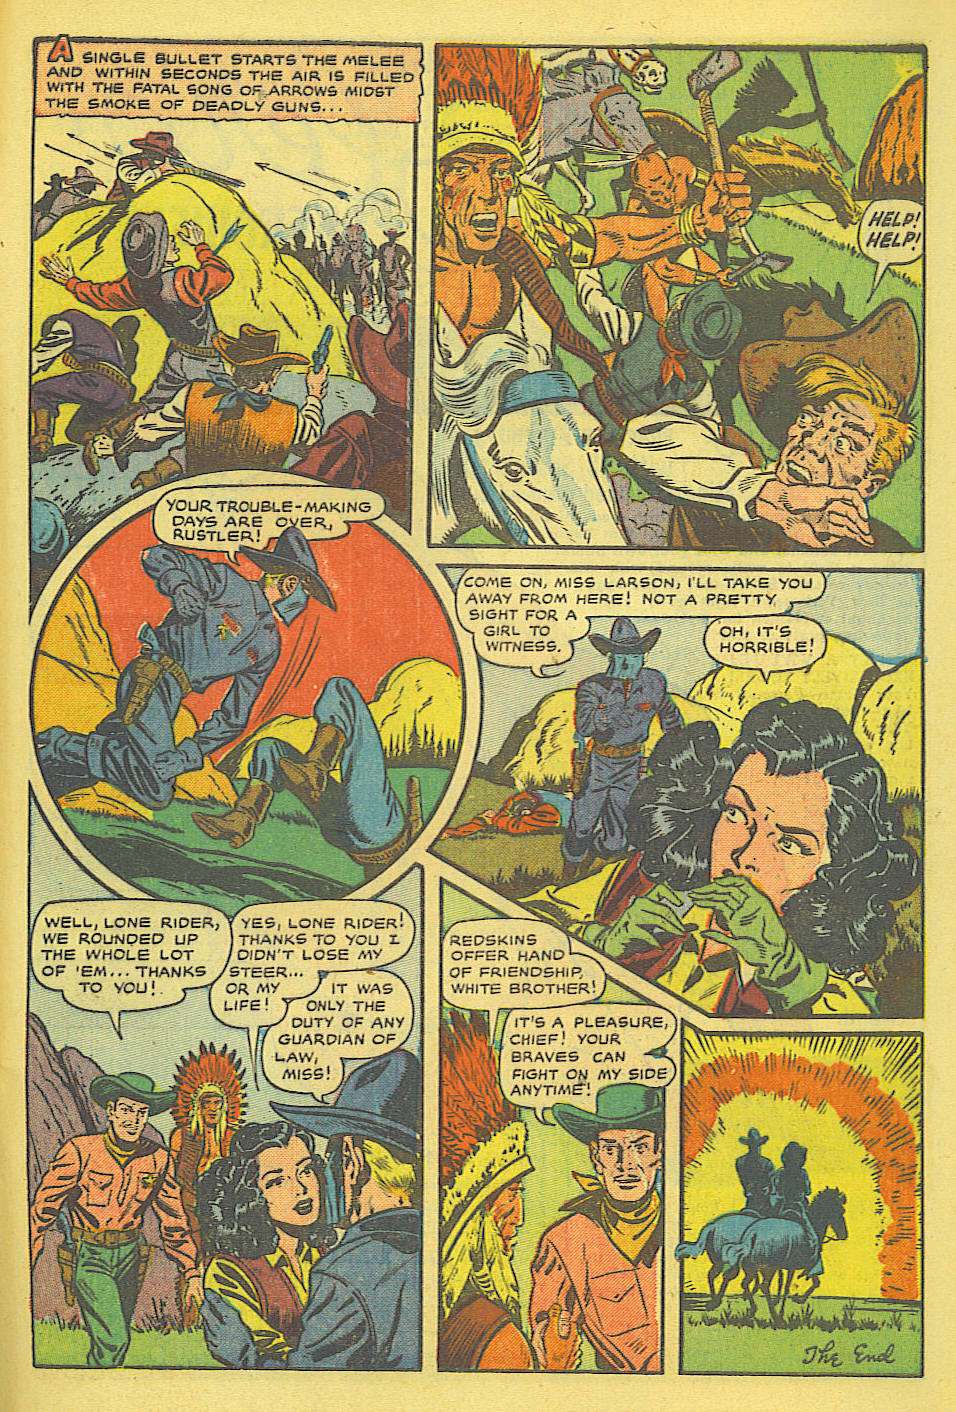 A SINGLE BULLET STARTS THE MELEE
AND WITHIN SECONDS THE AIR IS FILLED
WITH THE FATAL SONG OF ARROWS MIDST
THE SMOKE OF DEADLY GUNS...
HELP!
HELP!
YOUR TROUBLE-MAKING
DAYS ARE OVER,
RUSTLER!
COME ON, MISS LARSON, I'LL TAKE YOU
AWAY FROM HERE! NOT A PRETTY
SIGHT FOR A
GIRL TO
WITNESS.
OH, IT'S
HORRIBLE!
WELL, LONE RIDER,
WE ROUNDED UP
THE WHOLE LOT
OF 'EM... THANKS
TO YOU!
YES, LONE RIDER!
THANKS TO YOU I
DIDN'T LOSE MY
STEER...
OR MY
LIFE!
IT WAS
ONLY THE
DUTY OF ANY
GUARDIAN OF
LAW,
MISS!
REDSKINS
OFFER HAND
OF FRIENDSHIP,
WHITE BROTHER!
IT'S A PLEASURE,
CHIEF! YOUR
BRAVES CAN
FIGHT ON MY SIDE
ANYTIME!
The End